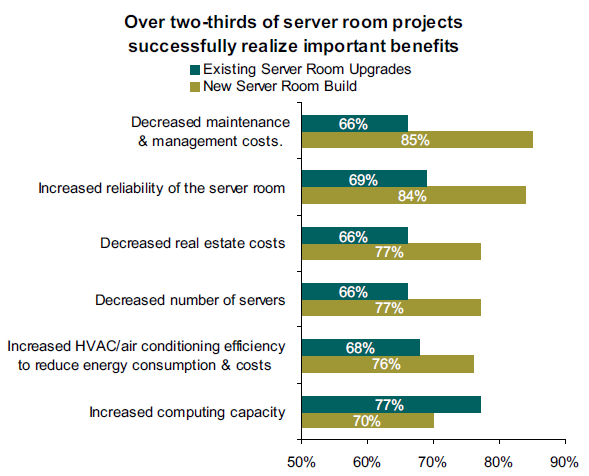 Over two-thirds of server room projects
successfully realize important benefits
Existing Server Room Upgrades
New Server Room Build
Decreased maintenance
& management costs.
66%
85%
Increased reliability of the server room
69%
84%
Decreased real estate costs
66%
77%
Decreased number of servers
66%
77%
Increased HVAC/air conditioning efficiency
to reduce energy consumption & costs
68%
76%
Increased computing capacity
77%
70%
50% 60% 70% 80% 90%